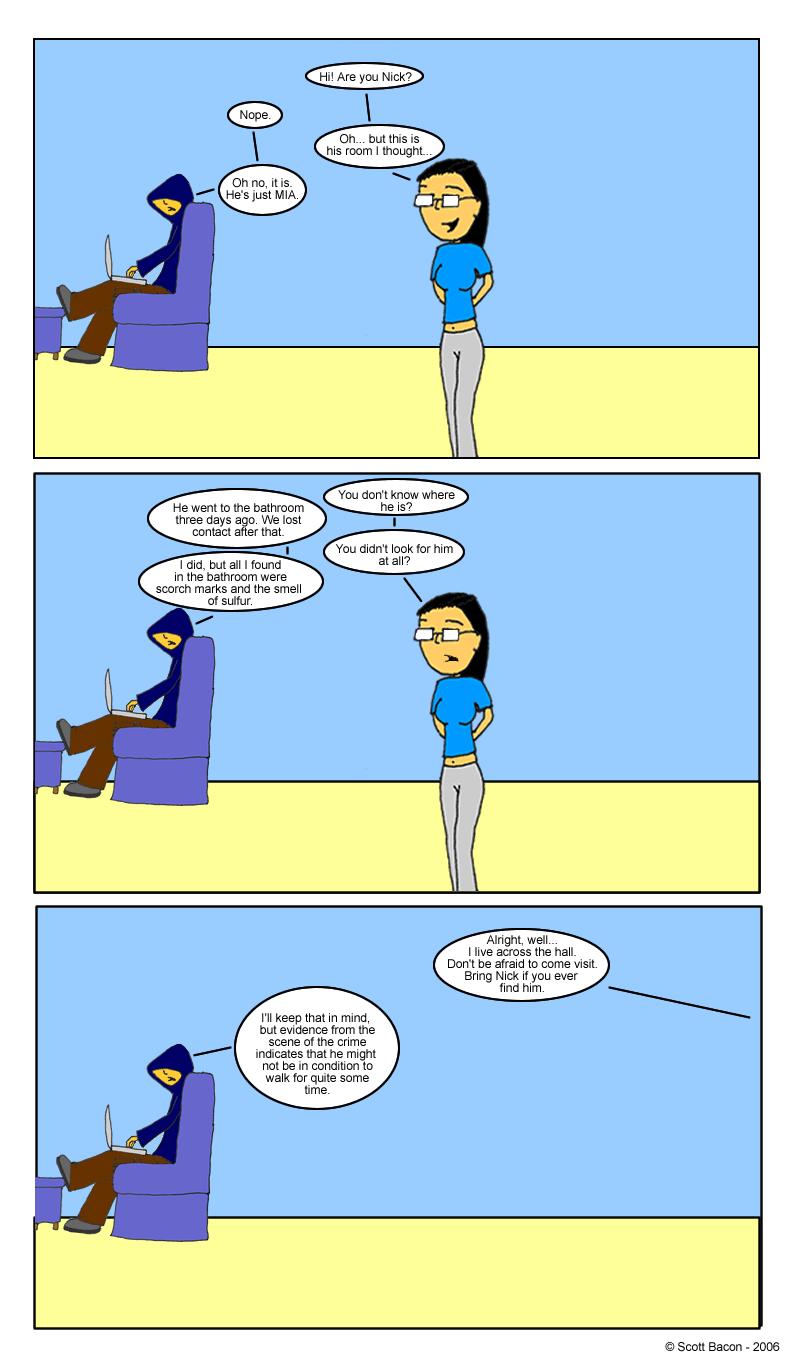 Hi! Are you Nick?
Nope.
Oh... but this is
his room I thought...
Oh no, it is.
He's just MIA.
You don't know where
he is?
He went to the bathroom
three days ago. We lost
contact after that.
You didn't look for him
at all?
I did, but all I found
in the bathroom were
scorch marks and the smell
of sulfur.
Alright, well...
I live across the hall.
Don't be afraid to come visit.
Bring Nick if you ever
find him.
I'll keep that in mind,
but evidence from the
scene of the crime
indicates that he might
not be in condition to
walk for quite some
time.
© Scott Bacon - 2006